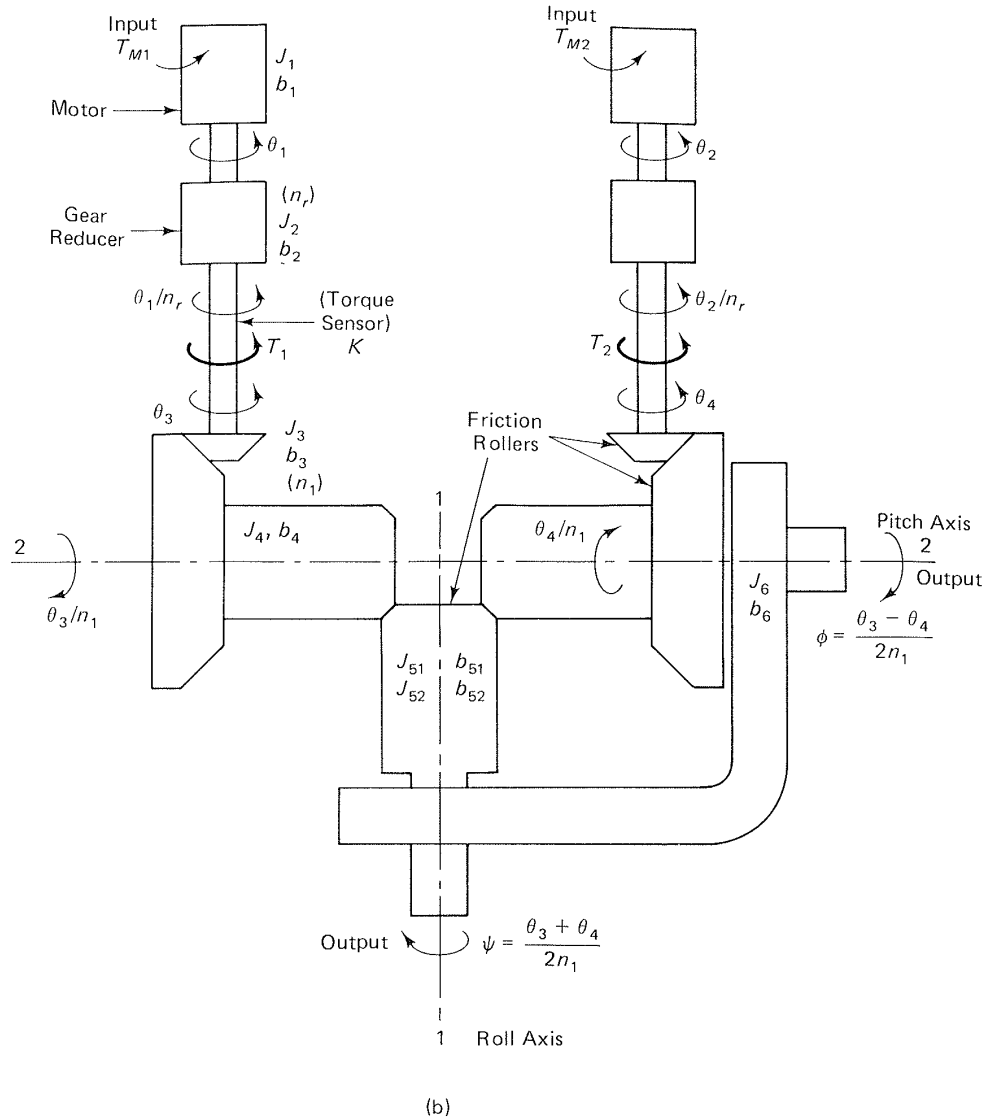 Input
T_M1
J_1
b_1
Motor
θ_1
(n_r)
Gear
Reducer
J_2
b_2
θ_1/n_r
(Torque
Sensor)
K
T_1
θ_3
J_3
b_3
(n_1)
Input
T_M2
θ_2
θ_2/n_r
T_2
θ_4
Friction
Rollers
1
J_4, b_4
θ_4/n_1
2
θ_3/n_1
Pitch Axis
2
Output
J_6
b_6
ϕ = (θ_3 − θ_4)/2n_1
J_51 b_51
J_52 b_52
Output
ψ = (θ_3 + θ_4)/2n_1
1 Roll Axis
(b)